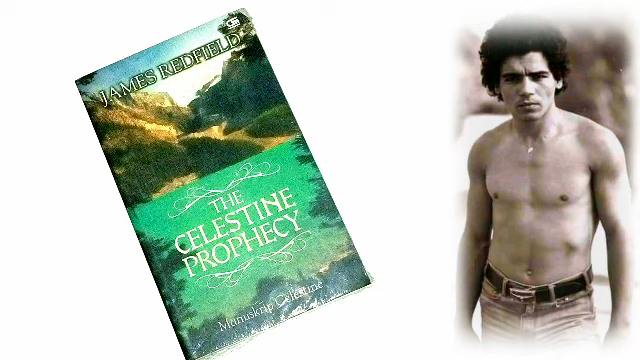 JAMES REDFIELD
THE
CELESTINE
PROPHECY
Manuskrip Celestine